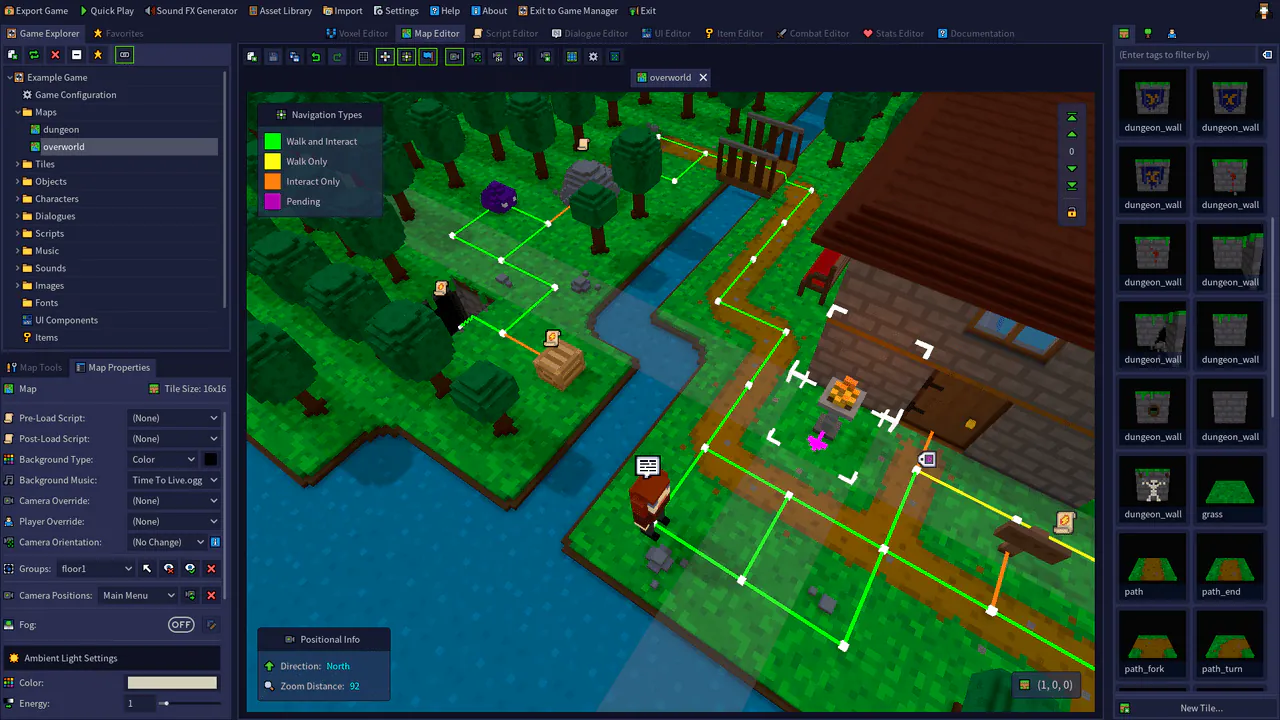 Export Game Quick Play Sound FX Generator Asset Library Import Settings Help About Exit to Game Manager Exit
Game Explorer Favorites
Voxel Editor Map Editor Script Editor Dialogue Editor UI Editor Item Editor Combat Editor Stats Editor Documentation
overworld
Example Game
Game Configuration
Maps
dungeon
overworld
Tiles
Objects
Characters
Dialogues
Scripts
Music
Sounds
Images
Fonts
UI Components
Items
Map Tools Map Properties
Map Tile Size: 16x16
Pre-Load Script: (None)
Post-Load Script: (None)
Background Type: Color
Background Music: Time To Live.ogg
Camera Override: (None)
Player Override: (None)
Camera Orientation: (No Change)
Groups: floor1
Camera Positions: Main Menu
Fog: OFF
Ambient Light Settings
Color:
Energy: 1
Navigation Types
Walk and Interact
Walk Only
Interact Only
Pending
0
Positional Info
Direction: North
Zoom Distance: 92
(1, 0, 0)
(Enter tags to filter by)
dungeon_wall dungeon_wall
dungeon_wall dungeon_wall
dungeon_wall dungeon_wall
dungeon_wall dungeon_wall
dungeon_wall dungeon_wall
dungeon_wall grass
path path_end
path_fork path_turn
New Tile...